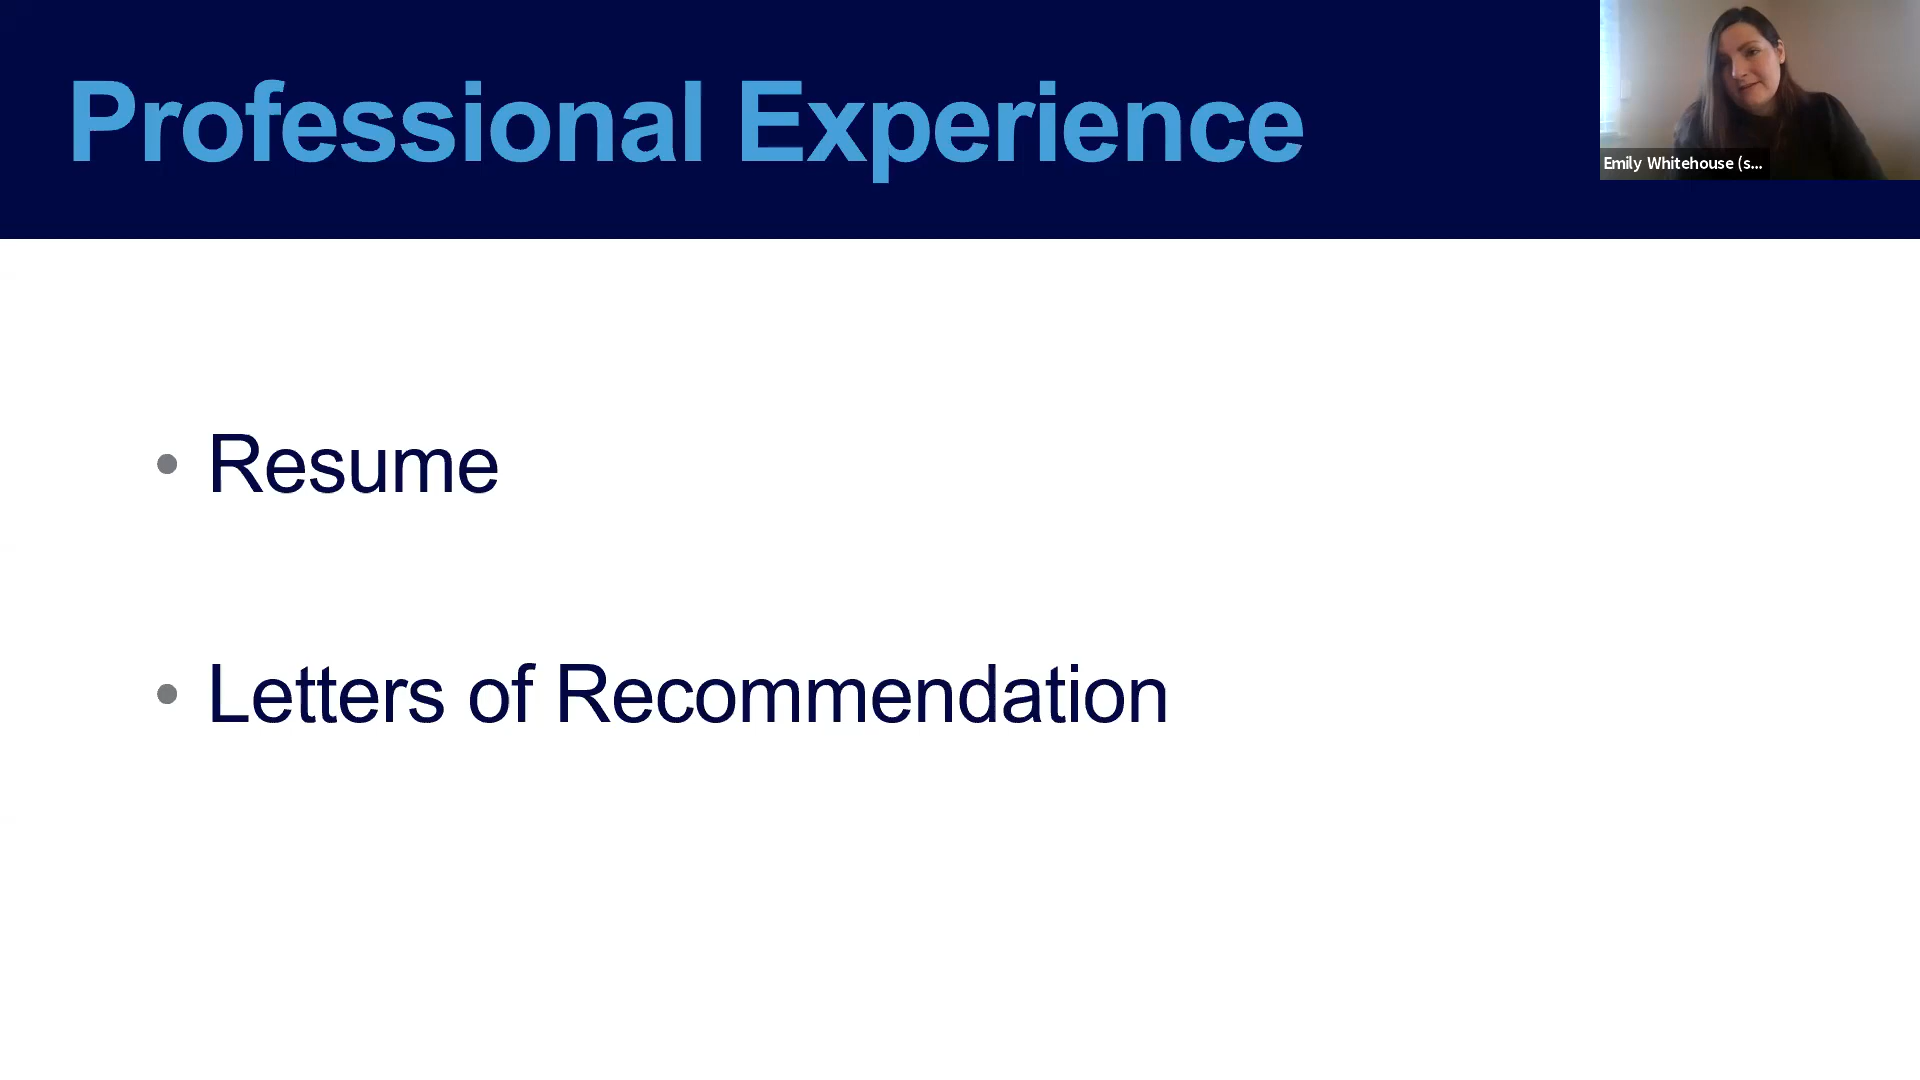 Professional Experience
Emily Whitehouse (s...
• Resume
• Letters of Recommendation